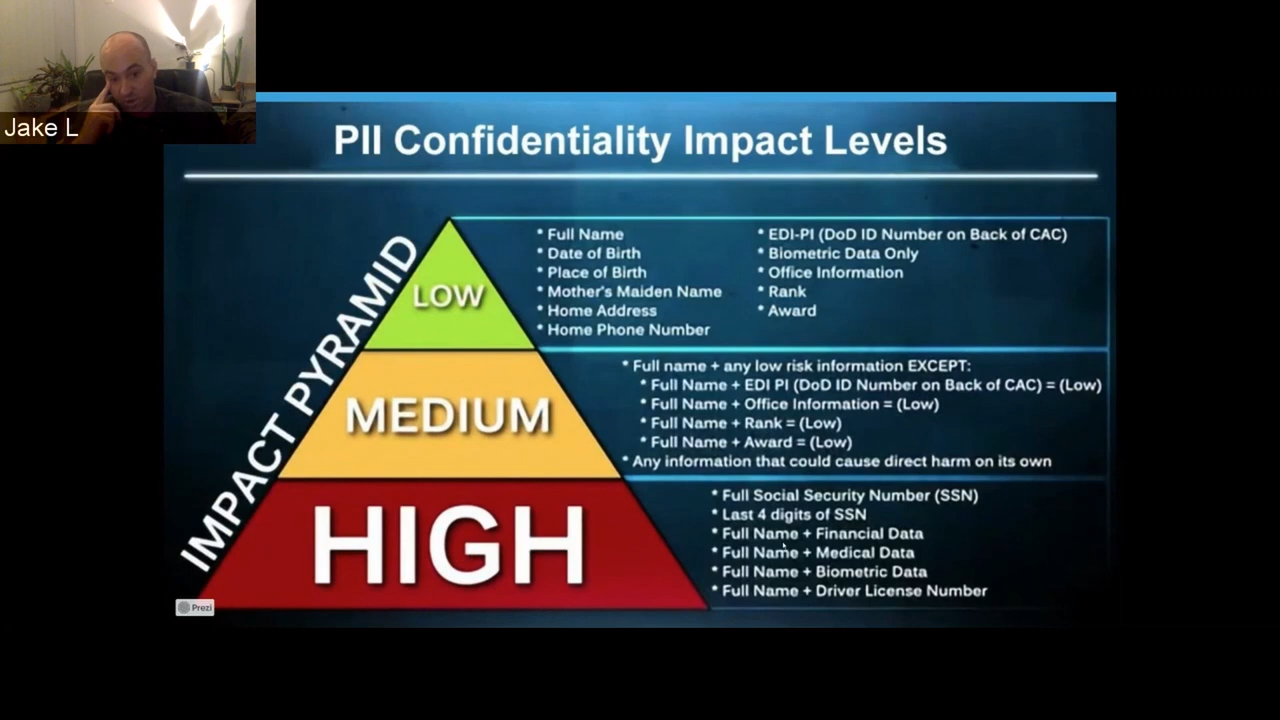 Jake L
PII Confidentiality Impact Levels
IMPACT PYRAMID
LOW
* Full Name
* Date of Birth
* Place of Birth
* Mother's Maiden Name
* Home Address
* Home Phone Number
* EDI-PI (DoD ID Number on Back of CAC)
* Biometric Data Only
* Office Information
* Rank
* Award
MEDIUM
* Full name + any low risk information EXCEPT:
* Full Name + EDI PI (DoD ID Number on Back of CAC) = (Low)
* Full Name + Office Information = (Low)
* Full Name + Rank = (Low)
* Full Name + Award = (Low)
* Any information that could cause direct harm on its own
HIGH
* Full Social Security Number (SSN)
* Last 4 digits of SSN
* Full Name + Financial Data
* Full Name + Medical Data
* Full Name + Biometric Data
* Full Name + Driver License Number
Prezi